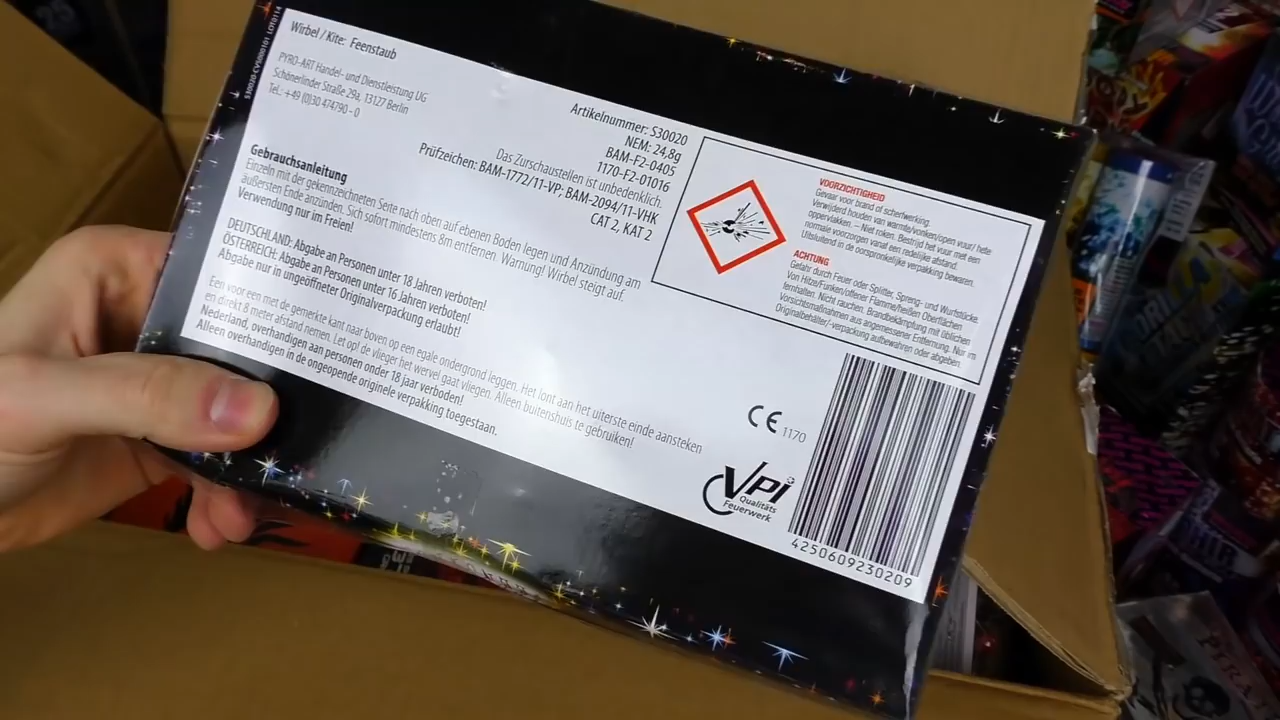 Wirbel / Kite: Feenstaub
PYRO-ART Handel- und Dienstleistung UG
Schönerlinder Straße 29a, 13127 Berlin
Tel.: +49 (0)30 474790 - 0
Artikelnummer: S30020
NEM: 24,8g
BAM-F2-0405
1170-F2-01016
Das Zurschaustellen ist unbedenklich.
Prüfzeichen: BAM-1772/11-VP; BAM-2094/11-VHK
CAT 2, KAT 2
Gebrauchsanleitung
Einzeln mit der gekennzeichneten Seite nach oben auf ebenen Boden legen und Anzündung am
äußersten Ende anzünden. Sich sofort mindestens 8m entfernen. Warnung! Wirbel steigt auf.
Verwendung nur im Freien!
DEUTSCHLAND: Abgabe an Personen unter 18 Jahren verboten!
ÖSTERREICH: Abgabe an Personen unter 16 Jahren verboten!
Abgabe nur in ungeöffneter Originalverpackung erlaubt!
Een voor een met de gemerkte kant naar boven op een egale ondergrond leggen. Het lont aan het uiterste einde aansteken
en direkt 8 meter afstand nemen. Let op! de vlieger het wervel gaat vliegen. Alleen buitenshuis te gebruiken!
Nederland, overhandigen aan personen onder 18 jaar verboden!
Alleen overhandigen in de ongeopende originele verpakking toegestaan.
VOORZICHTIGHEID
Gevaar voor brand of scherfwerking.
Verwijderd houden van warmte/vonken/open vuur/ hete
oppervlakken. – Niet roken. Bestrijd het vuur met een
normale voorzorgen vanaf een redelijke afstand.
Uitsluitend in de oorspronkelijke verpakking bewaren.
ACHTUNG
Gefahr durch Feuer oder Splitter, Spreng- und Wurfstücke.
Von Hitze/Funken/offener Flamme/heißen Oberflächen
fernhalten. Nicht rauchen. Brandbekämpfung mit üblichen
Vorsichtsmaßnahmen aus angemessener Entfernung. Nur im
Originalbehälter/-verpackung aufbewahren oder abgeben.
CE 1170
VPI
Qualitäts
Feuerwerk
4250609230209